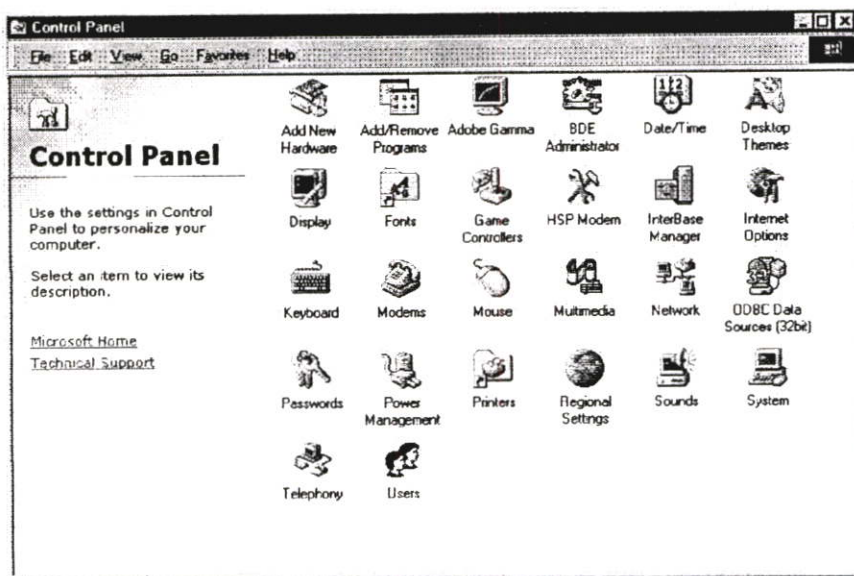 Control Panel
File Edit View Go Favorites Help
Control Panel
Use the settings in Control
Panel to personalize your
computer.
Select an item to view its
description.
Microsoft Home
Technical Support
Add New
Hardware
Add/Remove
Programs
Adobe Gamma
BDE
Administrator
Date/Time
Desktop
Themes
Display
Fonts
Game
Controllers
HSP Modem
InterBase
Manager
Internet
Options
Keyboard
Modems
Mouse
Multimedia
Network
ODBC Data
Sources (32bit)
Passwords
Power
Management
Printers
Regional
Settings
Sounds
System
Telephony
Users